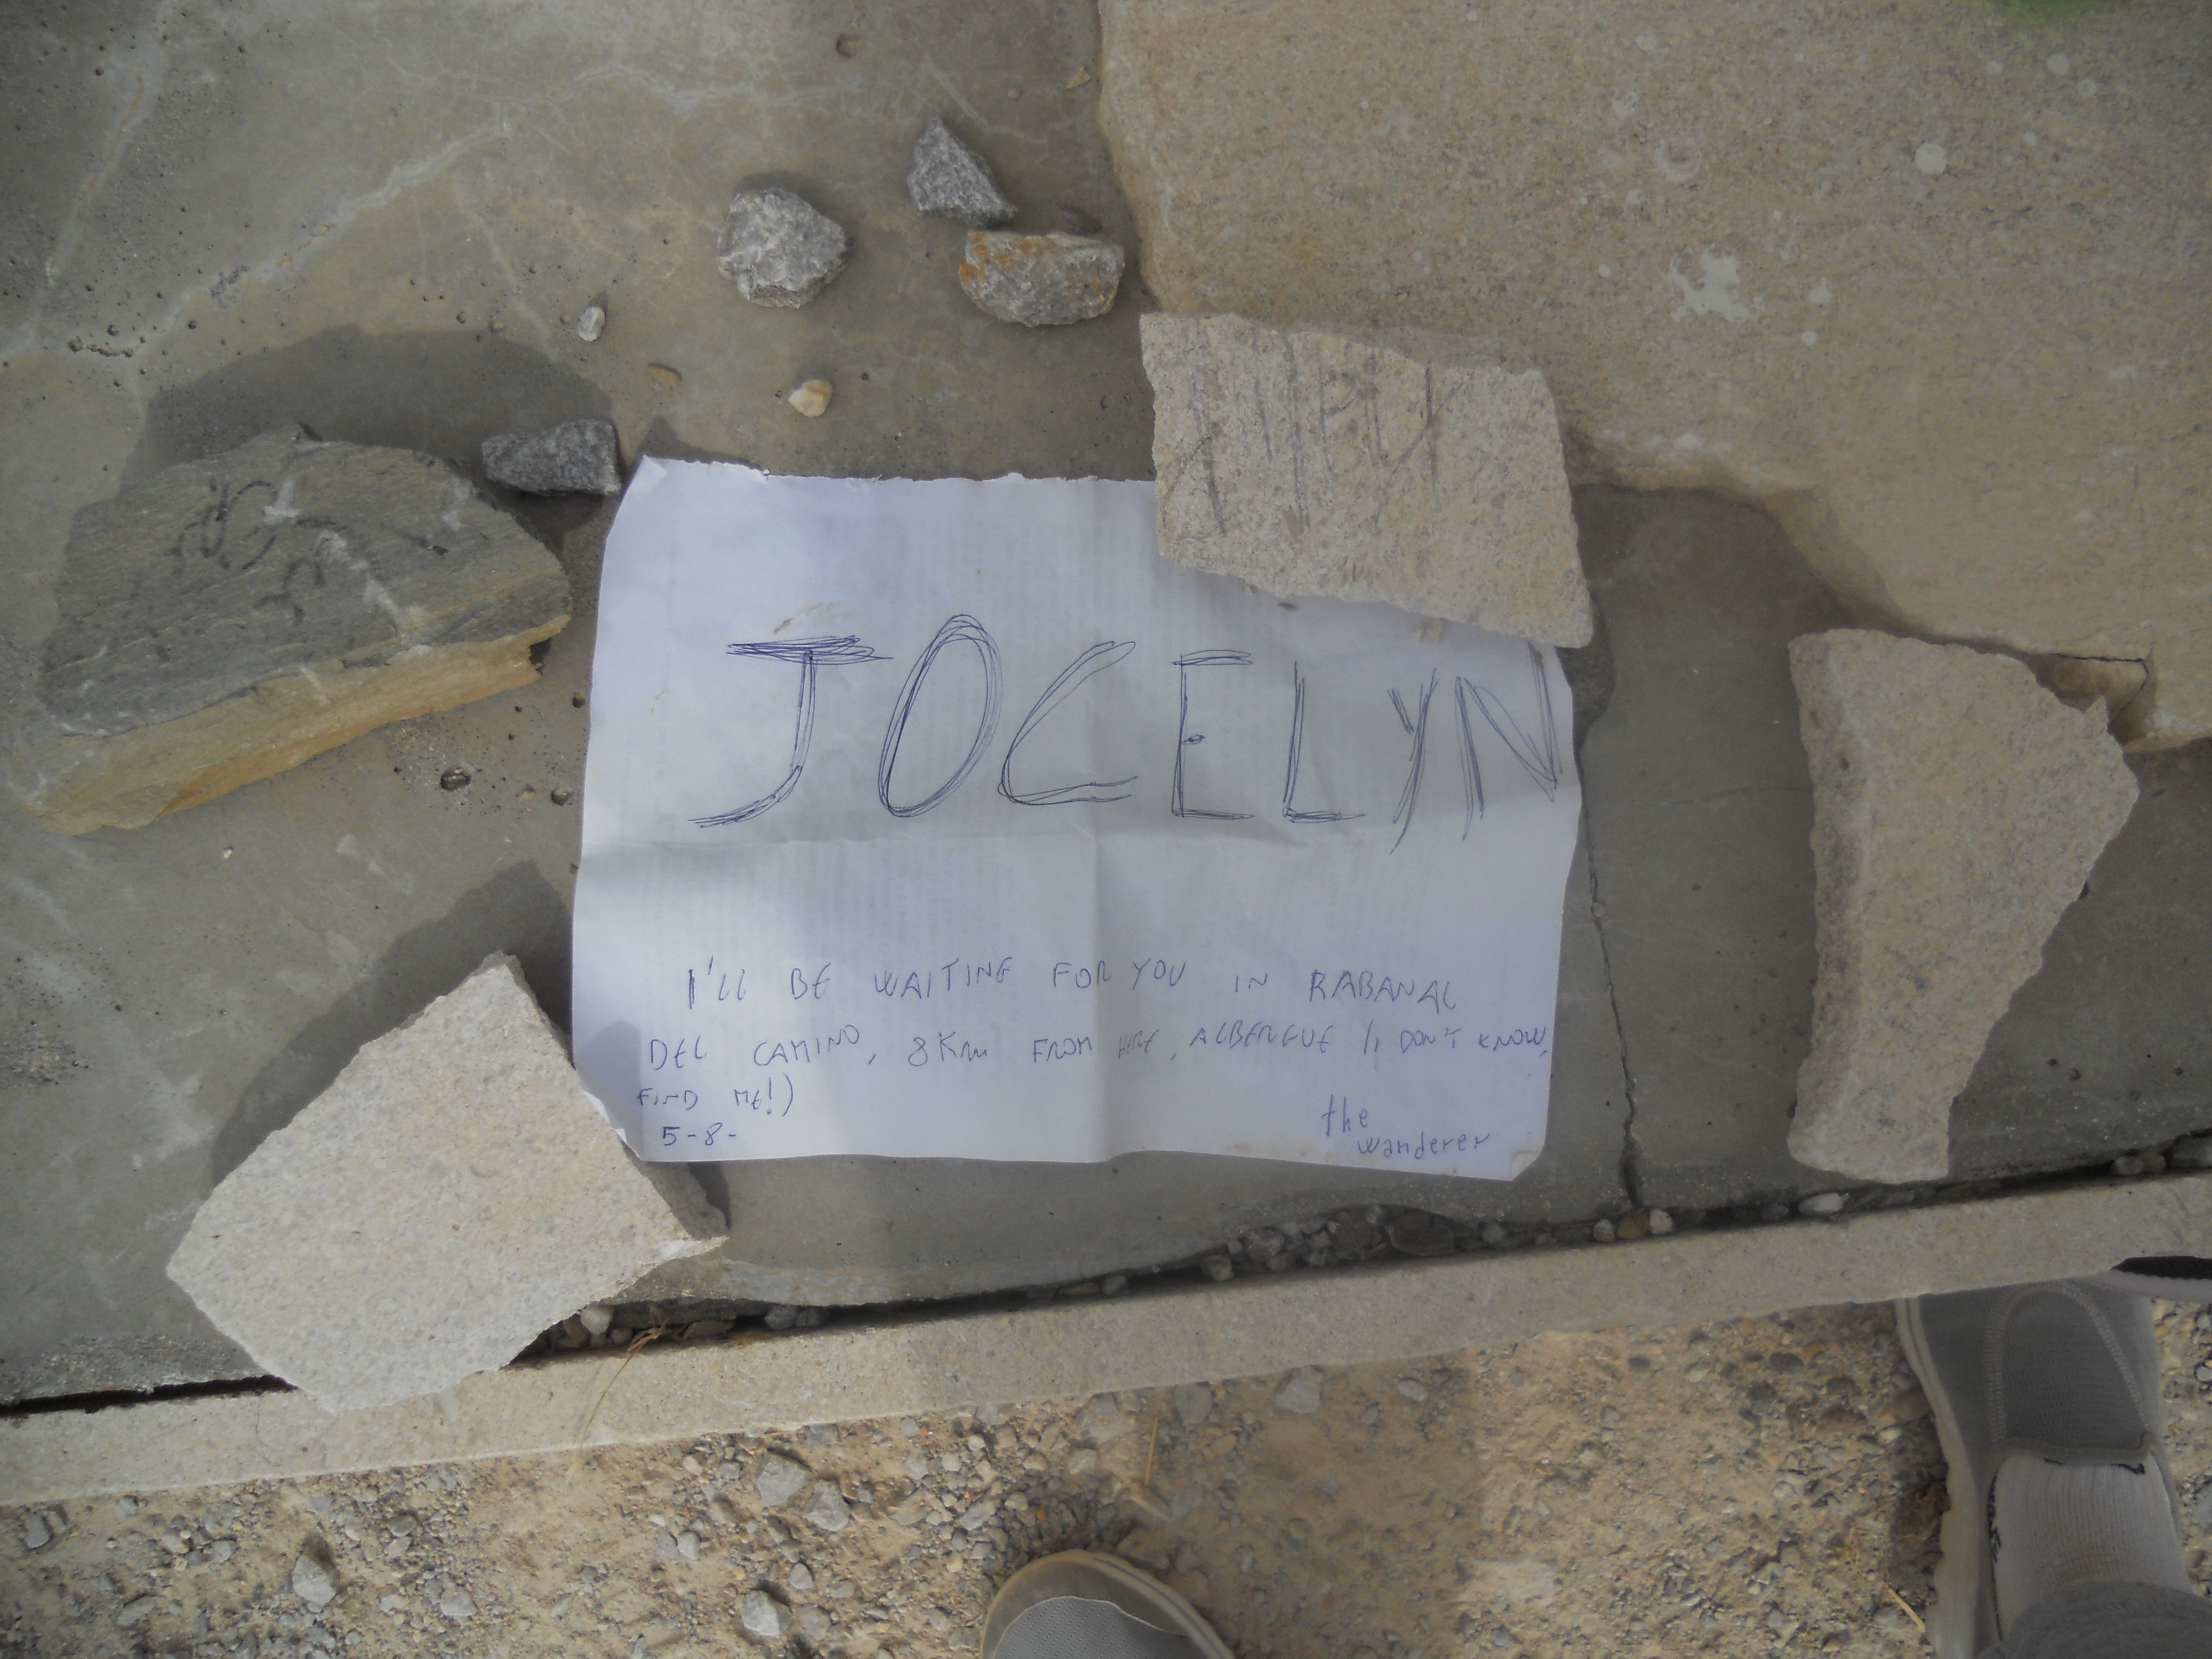 JOCELYN
I'LL BE WAITING FOR YOU IN RABANAL
DEL CAMINO, 8Km FROM HERE, ALBERGUE (I DON'T KNOW,
FIND ME!)
5-8-
the
wanderer